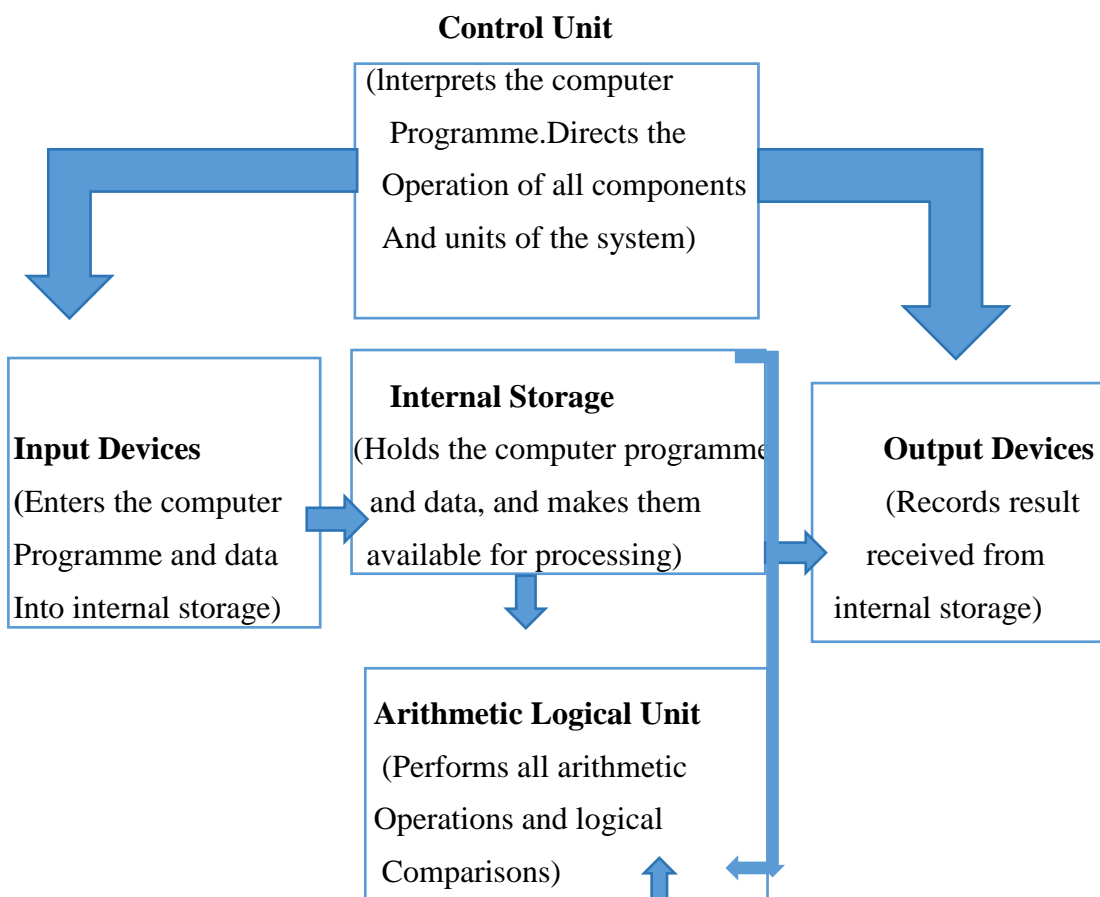 Control Unit
(Interprets the computer
Programme.Directs the
Operation of all components
And units of the system)
Input Devices
(Enters the computer
Programme and data
Into internal storage)
Internal Storage
(Holds the computer programme
and data, and makes them
available for processing)
Output Devices
(Records result
received from
internal storage)
Arithmetic Logical Unit
(Performs all arithmetic
Operations and logical
Comparisons)